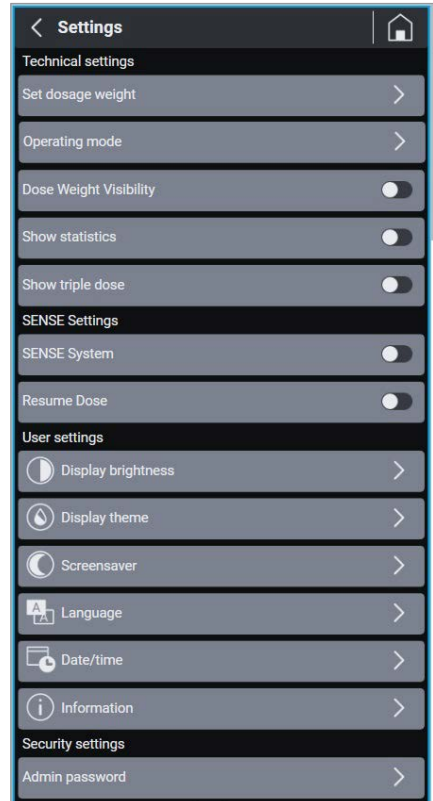 Settings
Technical settings
Set dosage weight
Operating mode
Dose Weight Visibility
Show statistics
Show triple dose
SENSE Settings
SENSE System
Resume Dose
User settings
Display brightness
Display theme
Screensaver
A
A Language
Date/time
i Information
Security settings
Admin password